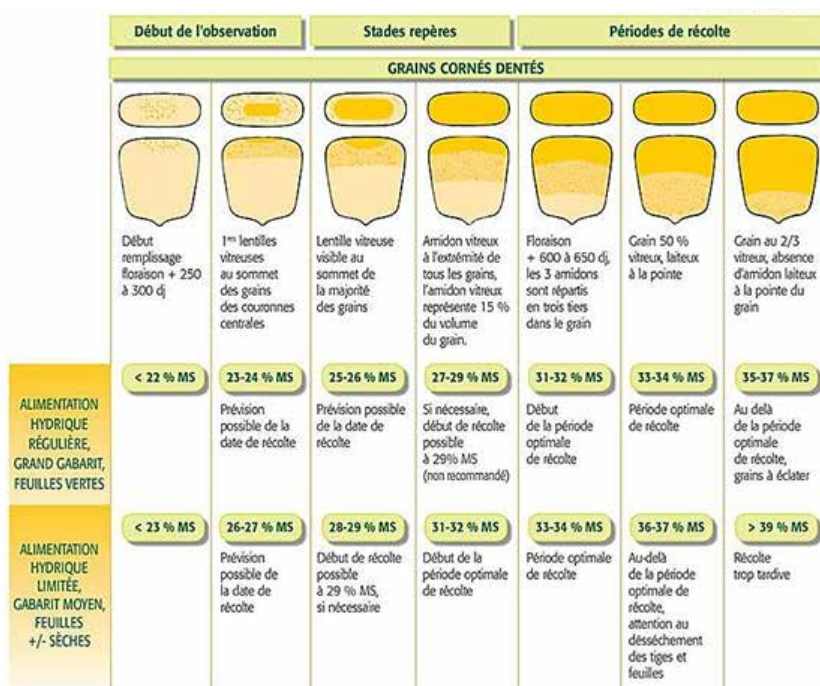 Début de l'observation
Stades repères
Périodes de récolte
GRAINS CORNÉS DENTÉS
Début
remplissage
floraison + 250
à 300 dj
1res lentilles
vitreuses
au sommet
des grains
des couronnes
centrales
Lentille vitreuse
visible au
sommet de
la majorité
des grains
Amidon vitreux
à l'extrémité de
tous les grains,
l'amidon vitreux
représente 15 %
du volume
du grain.
Floraison
+ 600 à 650 dj,
les 3 amidons
sont répartis
en trois tiers
dans le grain
Grain 50 %
vitreux, laiteux
à la pointe
Grain au 2/3
vitreux, absence
d'amidon laiteux
à la pointe du
grain
ALIMENTATION
HYDRIQUE
RÉGULIÈRE,
GRAND GABARIT,
FEUILLES VERTES
< 22 % MS
23-24 % MS
Prévision
possible de la
date de récolte
25-26 % MS
Prévision possible
de la date de
récolte
27-29 % MS
Si nécessaire,
début de récolte
possible
à 29% MS
(non recommandé)
31-32 % MS
Début
de la période
optimale
de récolte
33-34 % MS
Période optimale
de récolte
35-37 % MS
Au delà
de la période
optimale
de récolte,
grains à éclater
ALIMENTATION
HYDRIQUE
LIMITÉE,
GABARIT MOYEN,
FEUILLES
+/- SÈCHES
< 23 % MS
26-27 % MS
Prévision
possible de
la date de
récolte
28-29 % MS
Début de récolte
possible
à 29 % MS,
si nécessaire
31-32 % MS
Début de la
période optimale
de récolte
33-34 % MS
Période optimale
de récolte
36-37 % MS
Au-delà
de la période
optimale de
récolte,
attention au
déssèchement
des tiges et
feuilles
> 39 % MS
Récolte
trop tardive